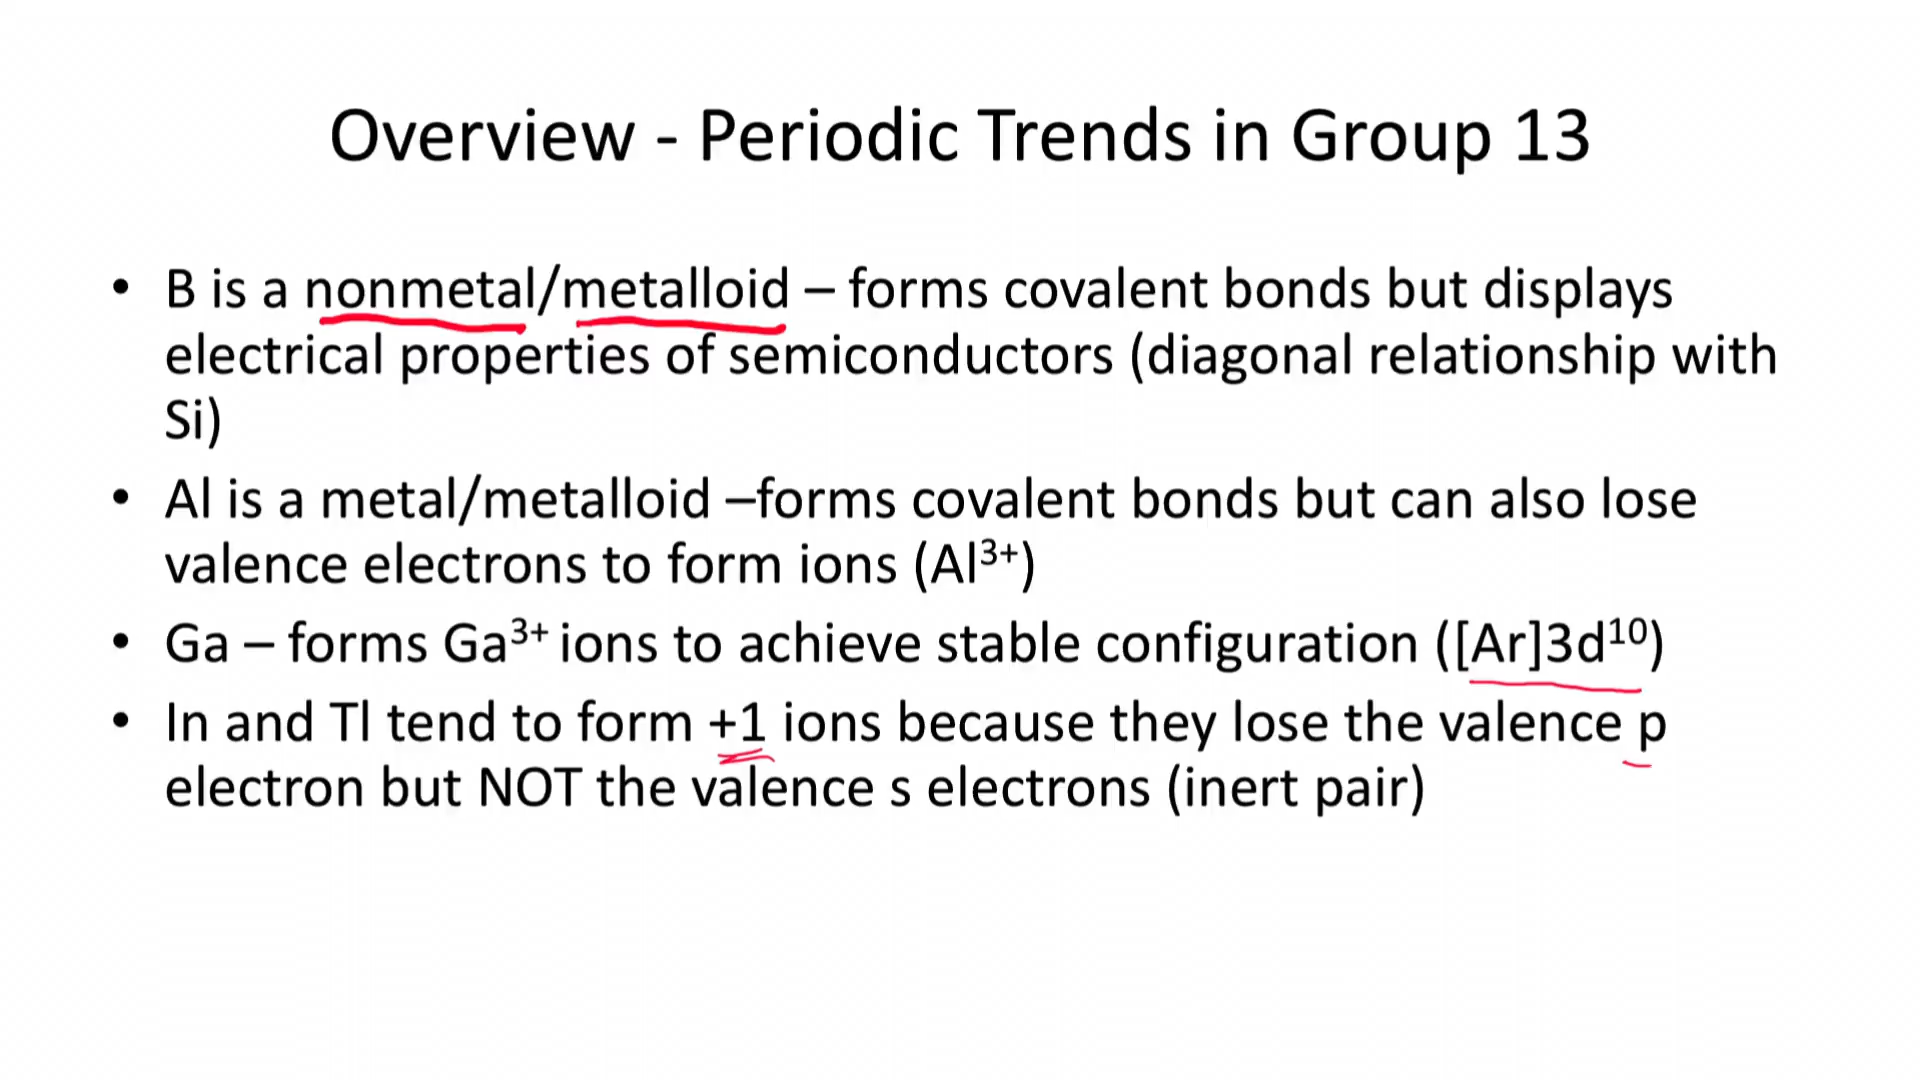 Overview - Periodic Trends in Group 13
• B is a nonmetal/metalloid – forms covalent bonds but displays
electrical properties of semiconductors (diagonal relationship with
Si)
• Al is a metal/metalloid –forms covalent bonds but can also lose
valence electrons to form ions (Al³⁺)
• Ga – forms Ga³⁺ ions to achieve stable configuration ([Ar]3d¹⁰)
• In and Tl tend to form +1 ions because they lose the valence p
electron but NOT the valence s electrons (inert pair)